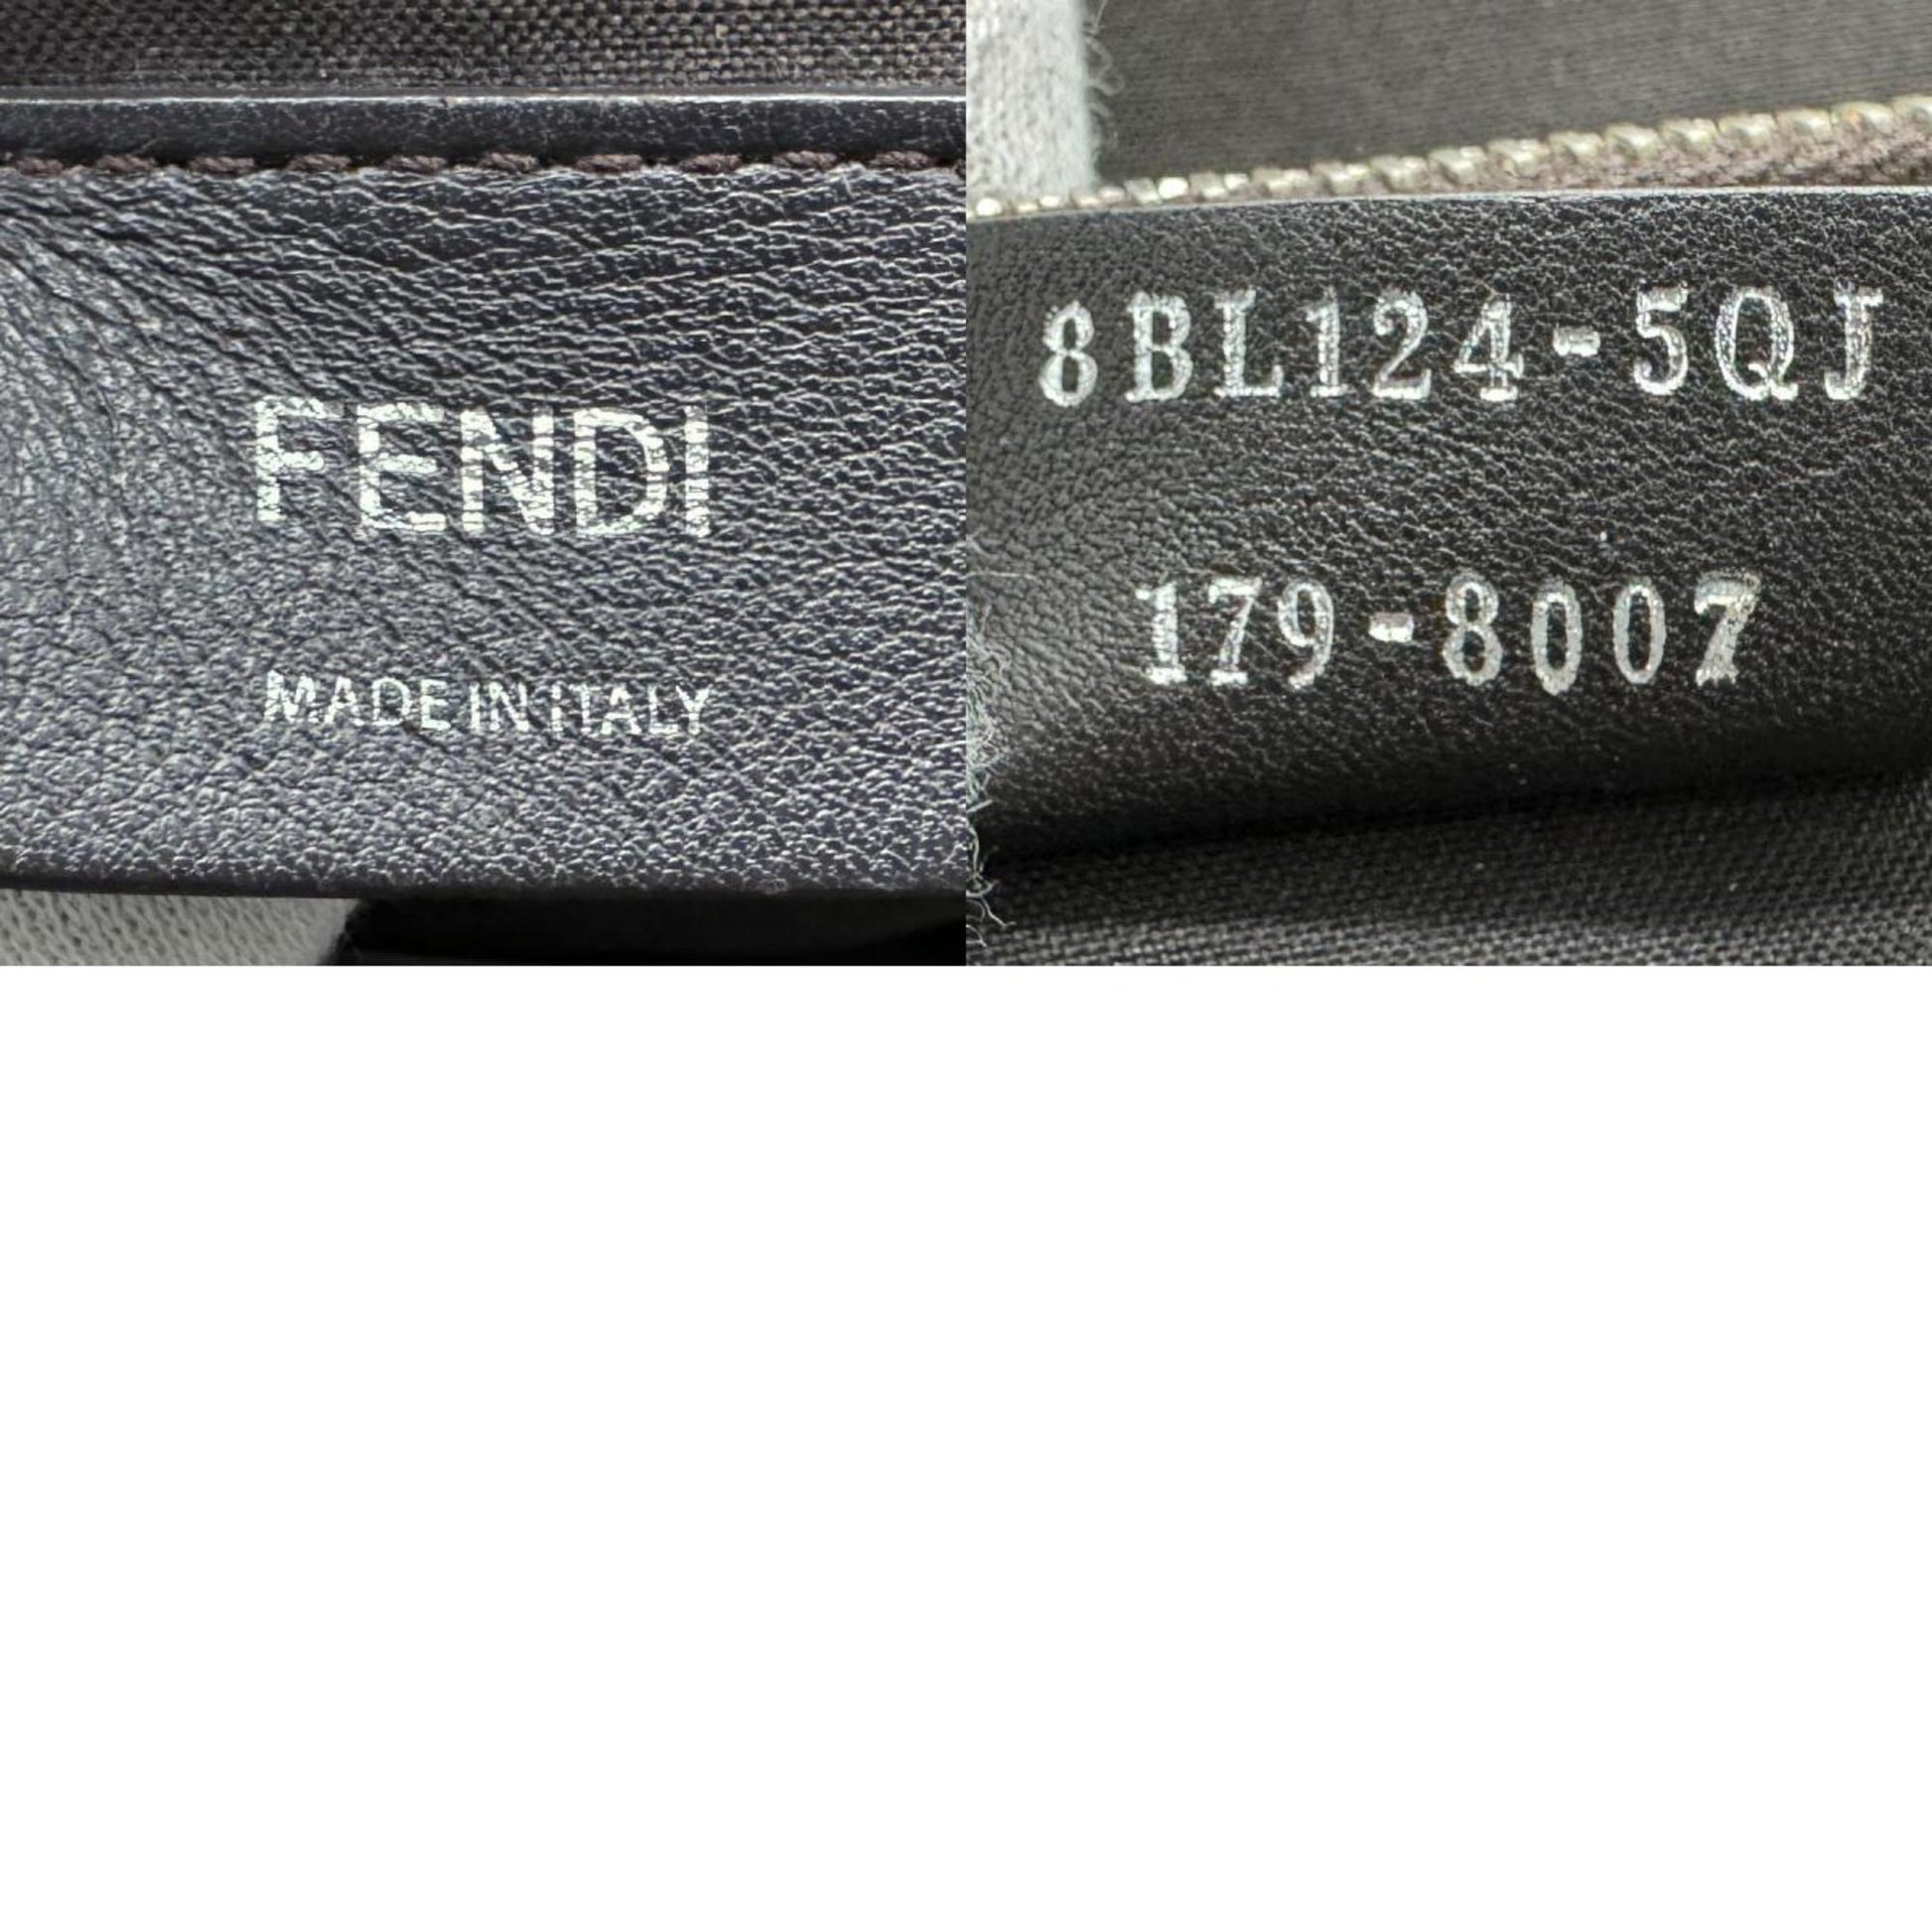 FENDI
MADE IN ITALY
8BL124-5QJ
179-8007